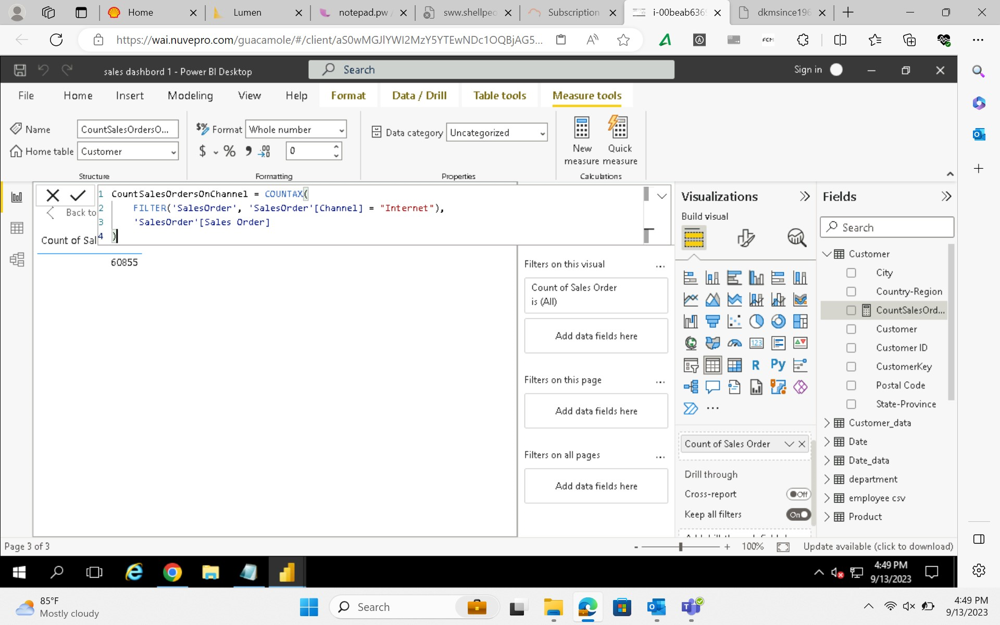 Home
Lumen
notepad.pw /
sww.shellpeo
Subscription
i-00beab6369
dkmsince196
https://wai.nuvepro.com/guacamole/#/client/aS0wMGJlYWI2MzY5YTEwNDc1OQBjAG5...
FCM
sales dashbord 1 - Power BI Desktop
Search
Sign in
File
Home
Insert
Modeling
View
Help
Format
Data / Drill
Table tools
Measure tools
Name
CountSalesOrdersO...
Home table
Customer
Structure
Format
Whole number
$
%
0
Formatting
Data category
Uncategorized
Properties
New measure
Quick measure
Calculations
Back to
1 CountSalesOrdersOnChannel = COUNTAX(
2 FILTER('SalesOrder', 'SalesOrder'[Channel] = "Internet"),
3 'SalesOrder'[Sales Order]
4 )
Count of Sal
60855
Filters on this visual
...
Count of Sales Order
is (All)
Add data fields here
Filters on this page
...
Add data fields here
Filters on all pages
...
Add data fields here
Visualizations
Build visual
123
R
Py
...
Count of Sales Order
Drill through
Cross-report
Off
Keep all filters
On
Fields
Search
Customer
City
Country-Region
CountSalesOrd...
Customer
Customer ID
CustomerKey
Postal Code
State-Province
Customer_data
Date
Date_data
department
employee csv
Product
Page 3 of 3
- + 100%
Update available (click to download)
4:49 PM
9/13/2023
85°F
Mostly cloudy
Search
4:49 PM
9/13/2023